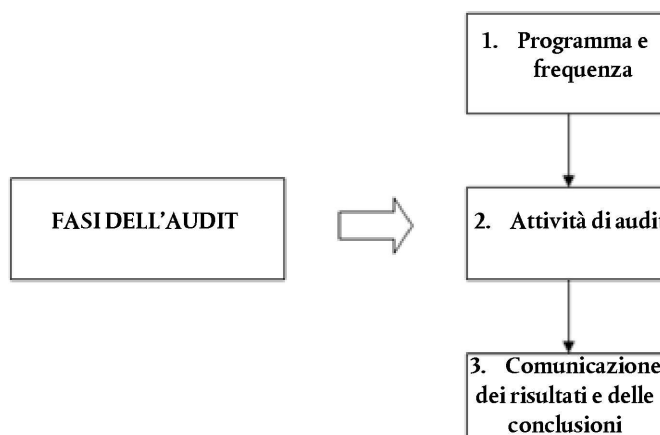 1. Programma e
frequenza
FASI DELL'AUDIT
2. Attività di audit
3. Comunicazione
dei risultati e delle
conclusioni